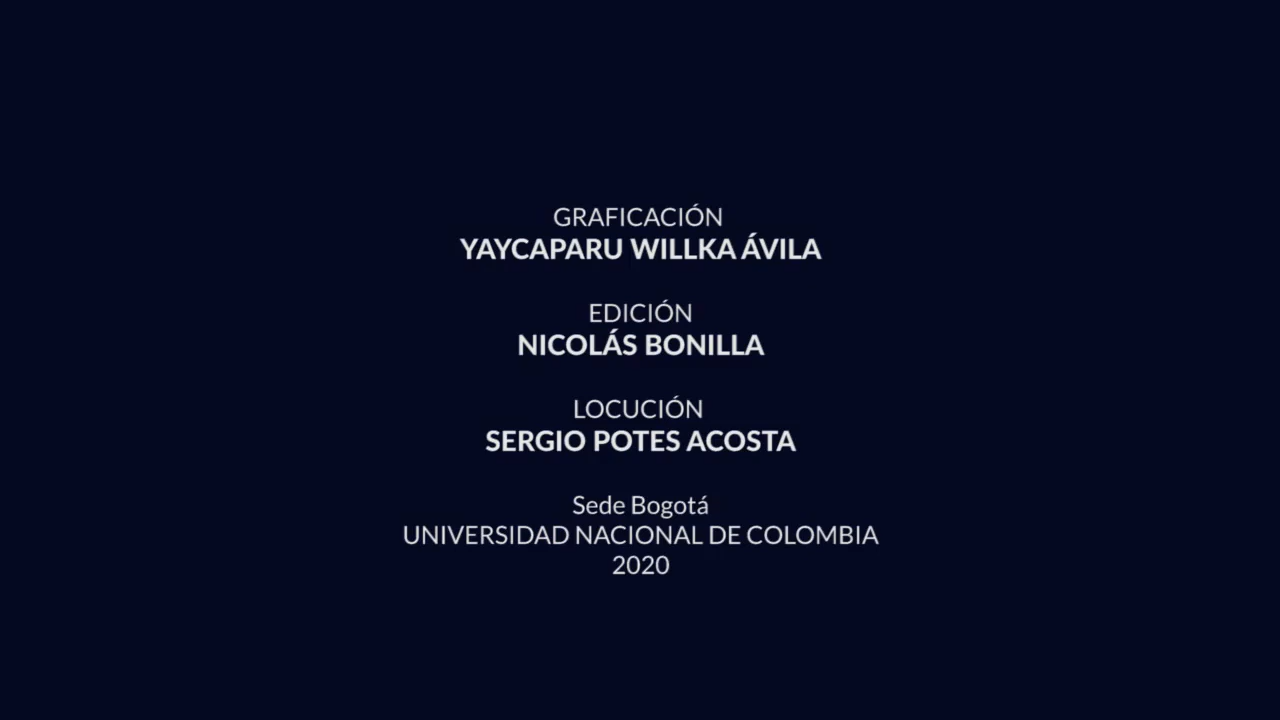 GRAFICACIÓN
YAYCAPARU WILLKA ÁVILA
EDICIÓN
NICOLÁS BONILLA
LOCUCIÓN
SERGIO POTES ACOSTA
Sede Bogotá
UNIVERSIDAD NACIONAL DE COLOMBIA
2020